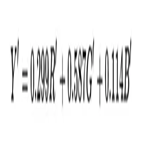 Y' = 0.299R' + 0.587G' + 0.114B'